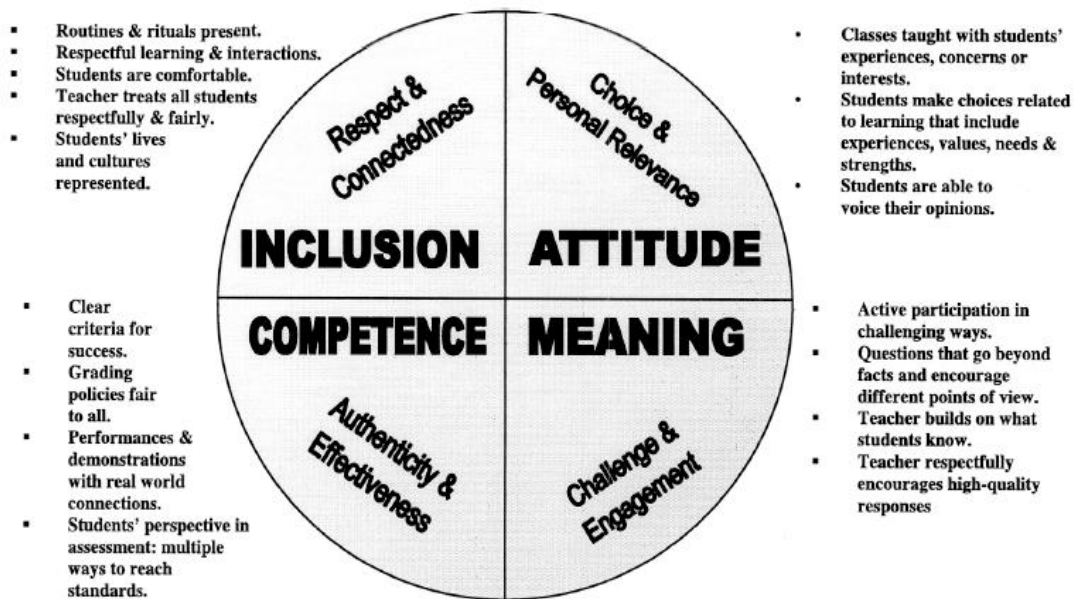 ▪ Routines & rituals present.
▪ Respectful learning & interactions.
▪ Students are comfortable.
▪ Teacher treats all students
respectfully & fairly.
▪ Students' lives
and cultures
represented.
Respect &
Connectedness
INCLUSION
Choice &
Personal Relevance
ATTITUDE
• Classes taught with students'
experiences, concerns or
interests.
• Students make choices related
to learning that include
experiences, values, needs &
strengths.
• Students are able to
voice their opinions.
▪ Clear
criteria for
success.
▪ Grading
policies fair
to all.
▪ Performances &
demonstrations
with real world
connections.
▪ Students' perspective in
assessment: multiple
ways to reach
standards.
COMPETENCE
Authenticity &
Effectiveness
MEANING
Challenge &
Engagement
▪ Active participation in
challenging ways.
▪ Questions that go beyond
facts and encourage
different points of view.
▪ Teacher builds on what
students know.
▪ Teacher respectfully
encourages high-quality
responses